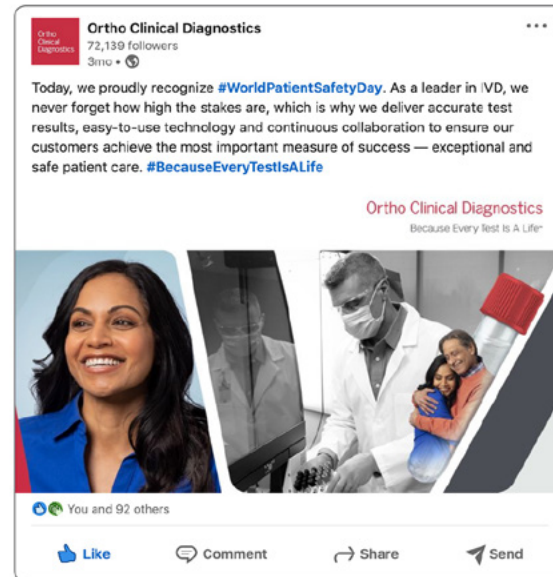 Ortho
Clinical
Diagnostics
Ortho Clinical Diagnostics
72,139 followers
3mo •
Today, we proudly recognize #WorldPatientSafetyDay. As a leader in IVD, we
never forget how high the stakes are, which is why we deliver accurate test
results, easy-to-use technology and continuous collaboration to ensure our
customers achieve the most important measure of success — exceptional and
safe patient care. #BecauseEveryTestIsALife
Ortho Clinical Diagnostics
Because Every Test Is A Life℠
You and 92 others
Like
Comment
Share
Send